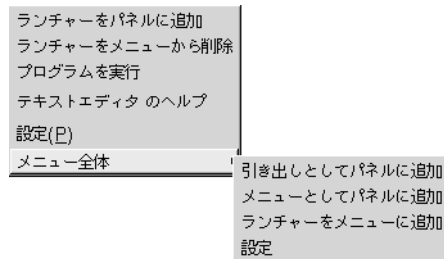 ランチャーをパネルに追加
ランチャーをメニューから削除
プログラムを実行
テキストエディタ のヘルプ
設定(P)
メニュー全体
引き出しとしてパネルに追加
メニューとしてパネルに追加
ランチャーをメニューに追加
設定